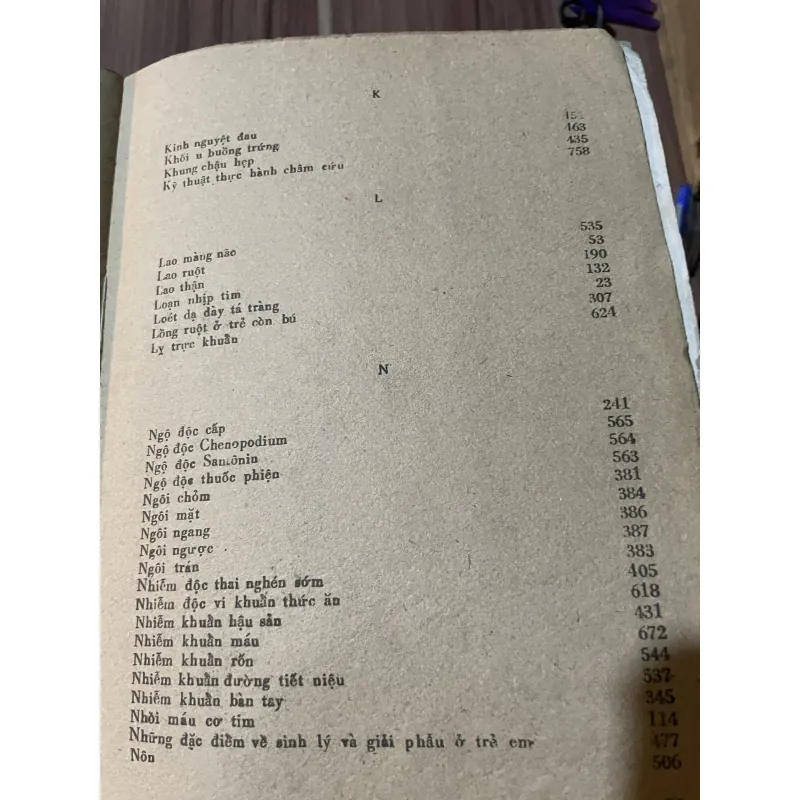 K
Kinh nguyệt đau
Khối u buồng trứng 463
Khung chậu hẹp 435
Kỹ thuật thực hành châm cứu 758
L
Lao màng não 535
Lao ruột 53
Lao thận 190
Loạn nhịp tim 132
Loét dạ dày tá tràng 23
Lồng ruột ở trẻ còn bú 307
Lỵ trực khuẩn 624
N
Ngộ độc cấp 241
Ngộ độc Chenopodium 565
Ngộ độc Santônin 564
Ngộ độc thuốc phiện 563
Ngôi chỏm 381
Ngôi mặt 384
Ngôi ngang 386
Ngôi ngược 387
Ngôi trán 383
Nhiễm độc thai nghén sớm 405
Nhiễm độc vi khuẩn thức ăn 618
Nhiễm khuẩn hậu sản 431
Nhiễm khuẩn máu 672
Nhiễm khuẩn rốn 544
Nhiễm khuẩn đường tiết niệu 537
Nhiễm khuẩn bàn tay 345
Nhồi máu cơ tim 114
Những đặc điểm về sinh lý và giải phẫu ở trẻ em 477
Nôn 506